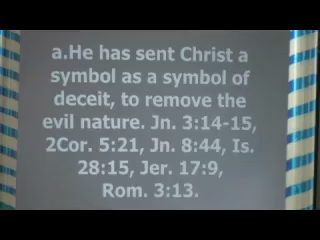 a.He has sent Christ a
symbol as a symbol of
deceit, to remove the
evil nature. Jn. 3:14-15,
2Cor. 5:21, Jn. 8:44, Is.
28:15, Jer. 17:9,
Rom. 3:13.